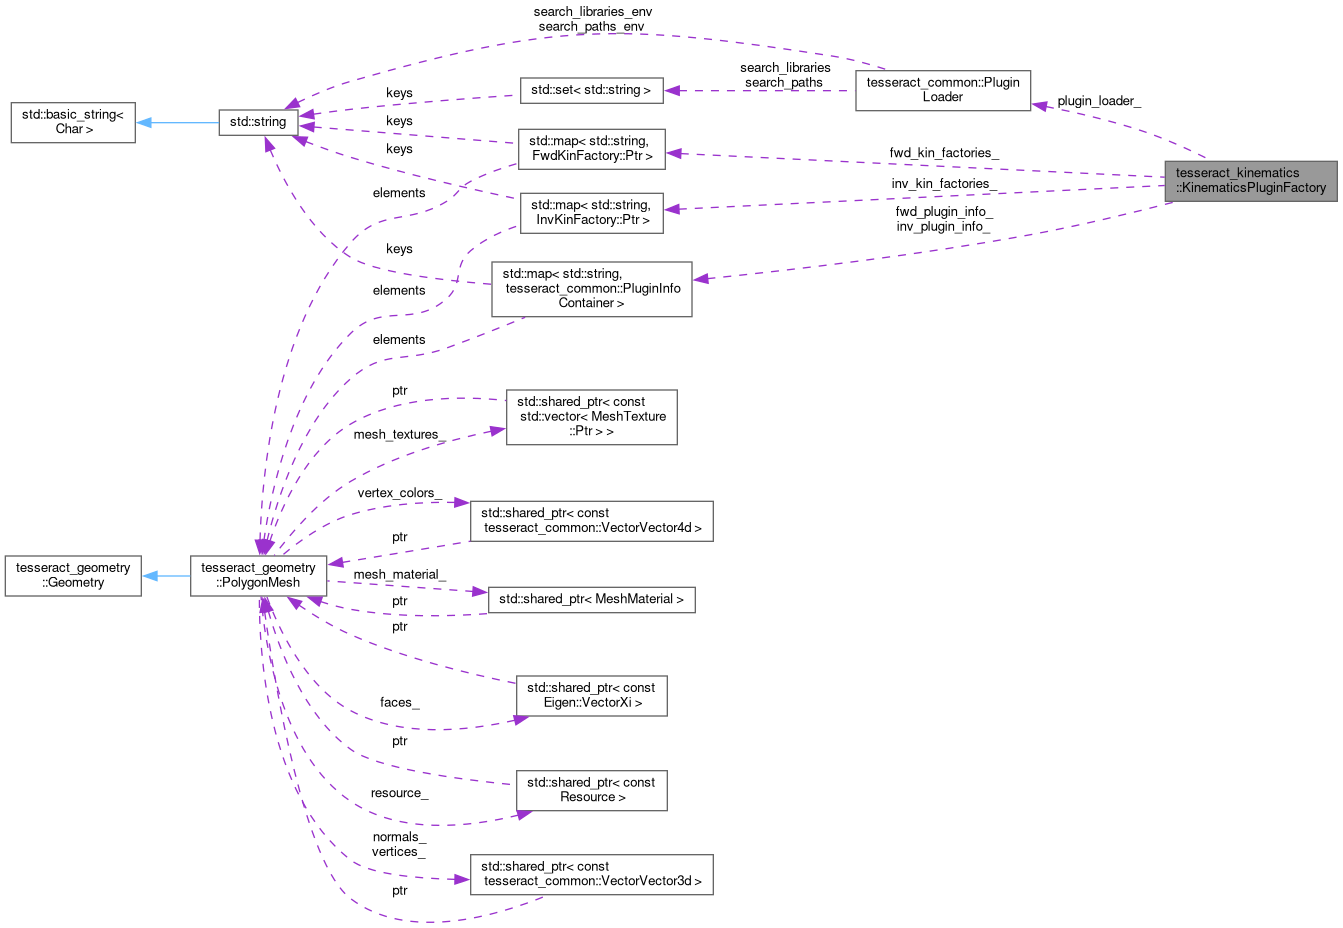 search_libraries_env
search_paths_env
search_libraries
search_paths
tesseract_common::Plugin
Loader
plugin_loader_
keys
std::set< std::string >
std::basic_string<
Char >
std::string
keys
std::map< std::string,
FwdKinFactory::Ptr >
fwd_kin_factories_
keys
tesseract_kinematics
::KinematicsPluginFactory
elements
std::map< std::string,
InvKinFactory::Ptr >
inv_kin_factories_
fwd_plugin_info_
inv_plugin_info_
keys
std::map< std::string,
tesseract_common::PluginInfo
Container >
elements
elements
ptr
std::shared_ptr< const
std::vector< MeshTexture
::Ptr > >
mesh_textures_
vertex_colors_
std::shared_ptr< const
tesseract_common::VectorVector4d >
ptr
tesseract_geometry
::Geometry
tesseract_geometry
::PolygonMesh
mesh_material_
std::shared_ptr< MeshMaterial >
ptr
ptr
std::shared_ptr< const
Eigen::VectorXi >
faces_
ptr
std::shared_ptr< const
Resource >
resource_
normals_
vertices_
std::shared_ptr< const
tesseract_common::VectorVector3d >
ptr